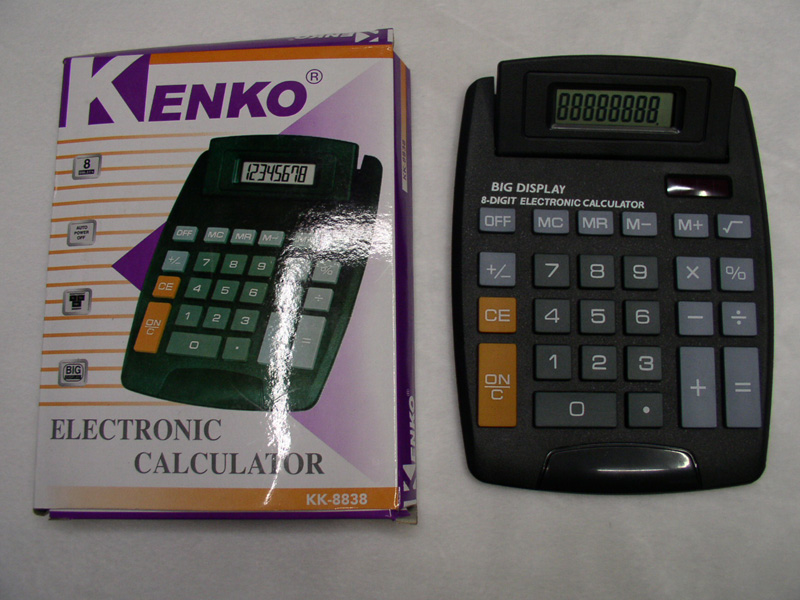 KENKO®
8
AUTO
POWER
OFF
BIG
12345678
OFF MC MR M-
+/- 7 8 9 %
CE 4 5 6 ÷
ON
C
1 2 3
0 . =
ELECTRONIC
CALCULATOR
KK-8838
KENKO
KK-8838
88888888
BIG DISPLAY
8-DIGIT ELECTRONIC CALCULATOR
OFF MC MR M− M+ √
+/− 7 8 9 × %
CE 4 5 6 − ÷
ON
C
1 2 3 + =
0 •